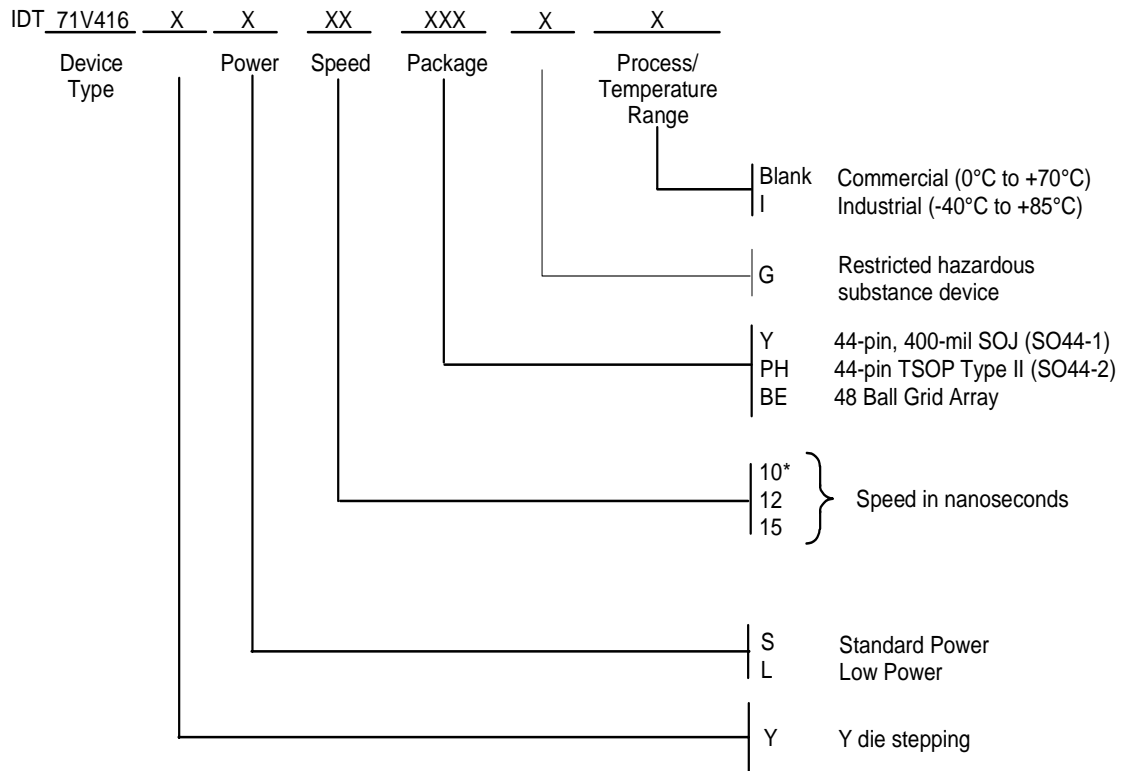 IDT 71V416 X X XX XXX X X
Device Type
Power
Speed
Package
Process/
Temperature
Range
Blank Commercial (0°C to +70°C)
I Industrial (-40°C to +85°C)
G Restricted hazardous
substance device
Y 44-pin, 400-mil SOJ (SO44-1)
PH 44-pin TSOP Type II (SO44-2)
BE 48 Ball Grid Array
10*
12 Speed in nanoseconds
15
S Standard Power
L Low Power
Y Y die stepping